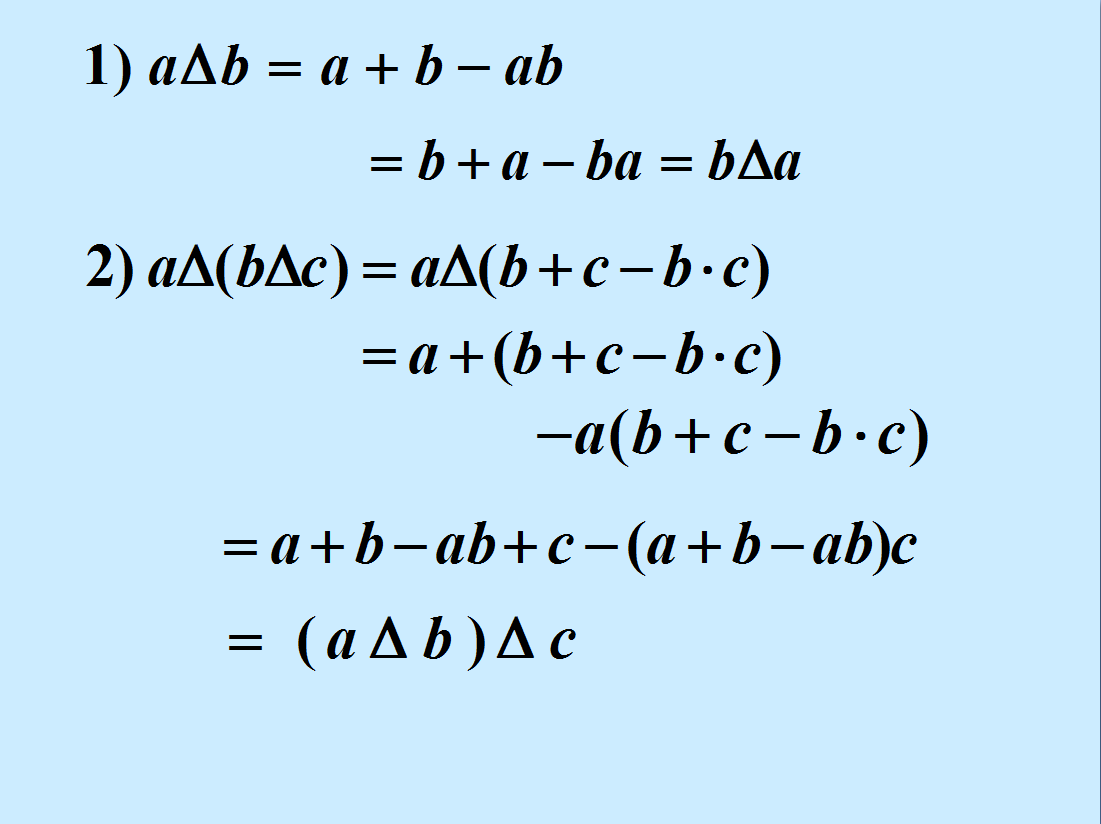 1) aΔb = a + b − ab
= b + a − ba = bΔa
2) aΔ(bΔc) = aΔ(b + c − b · c)
= a + (b + c − b · c)
−a(b + c − b · c)
= a + b − ab + c − (a + b − ab)c
= (a Δ b) Δ c